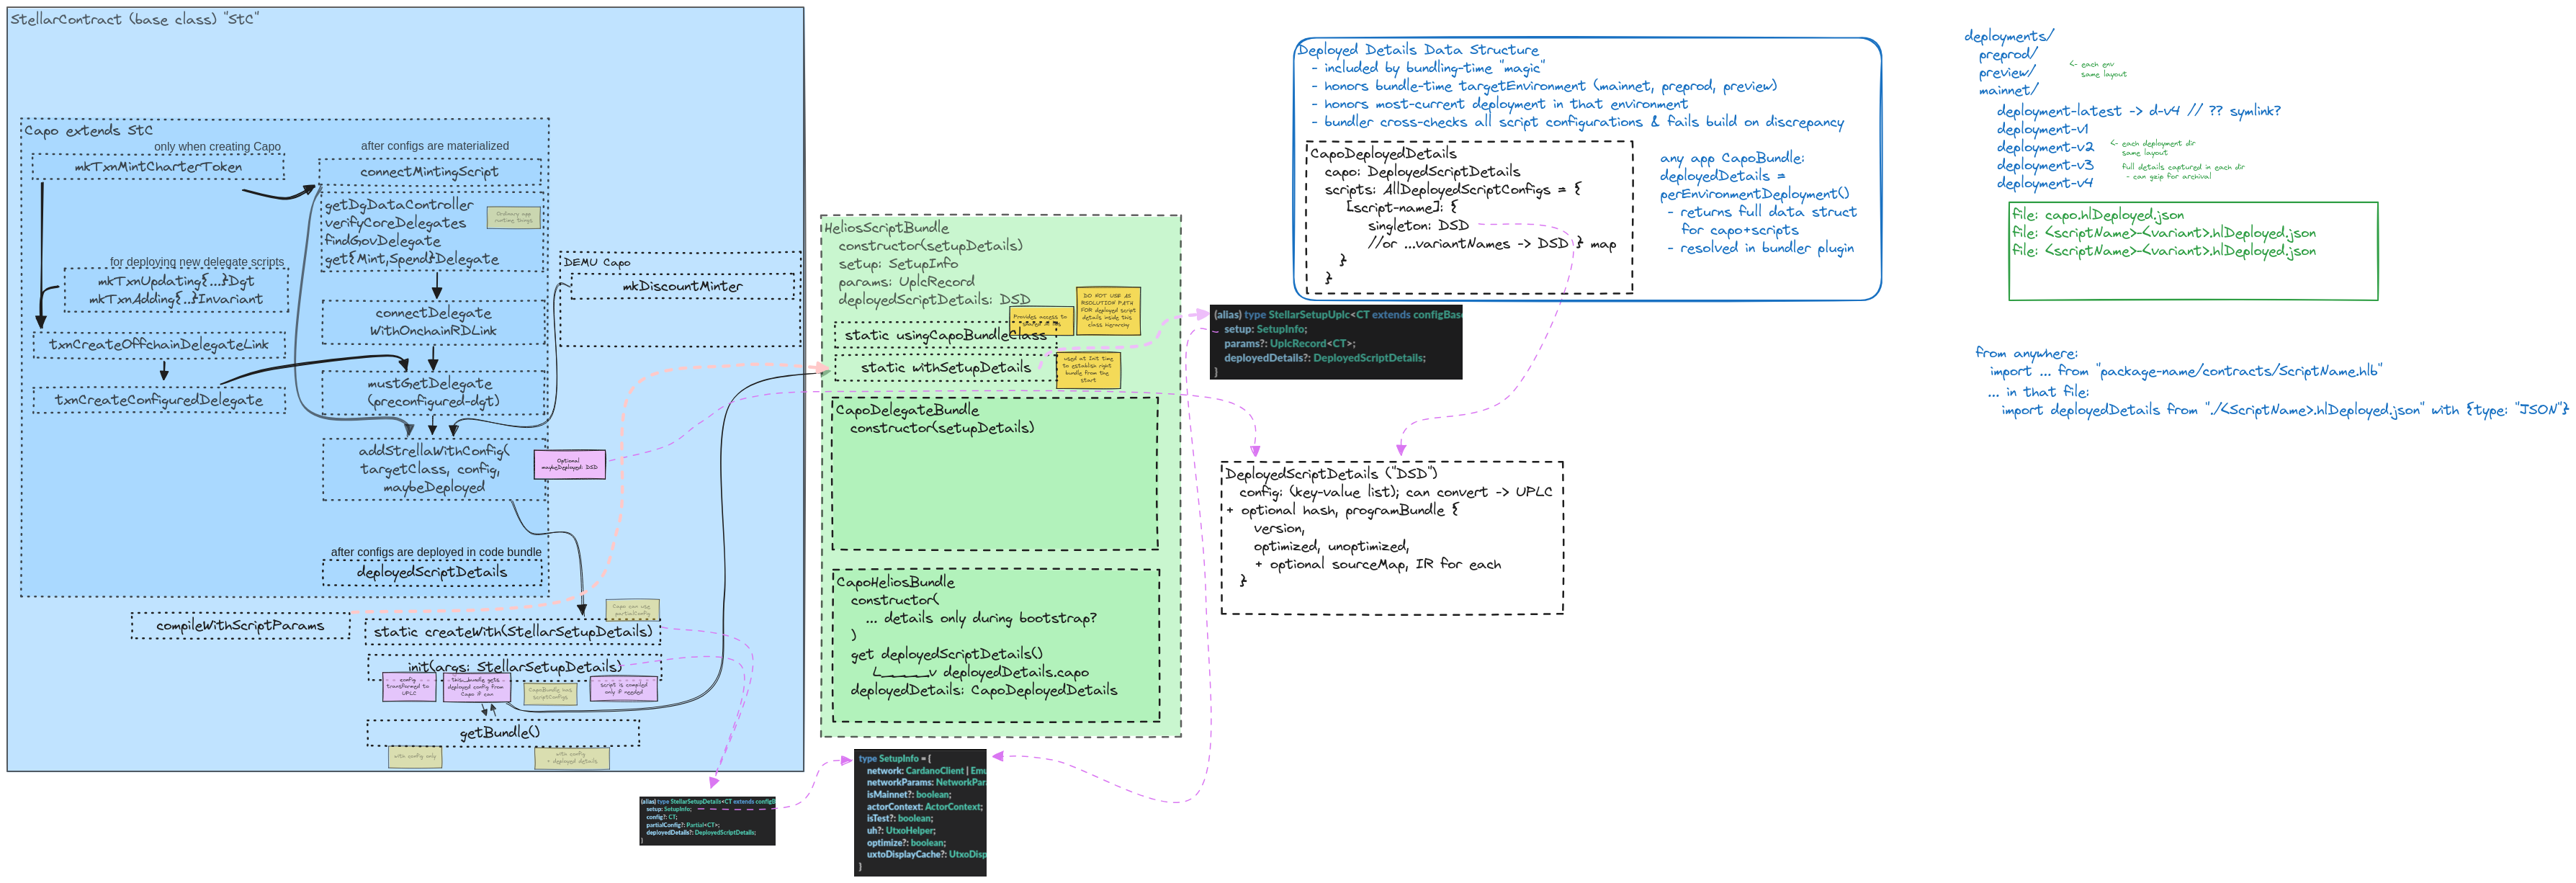 StellarContract (base class) "StC"
Capo extends StC
only when creating Capo
mkTxnMintCharterToken
after configs are materialized
connectMintingScript
getDgDataController
verifyCoreDelegates
findGovDelegate
get{Mint,Spend}Delegate
Ordinary app
runtime things
for deploying new delegate scripts
mkTxnUpdating{...}Dgt
mkTxnAdding{...}Invariant
DEMU Capo
mkDiscountMinter
connectDelegate
WithOnchainRDLink
txnCreateOffchainDelegateLink
mustGetDelegate
(preconfigured-dgt)
txnCreateConfiguredDelegate
addStrellaWithConfig(
targetClass, config,
maybeDeployed
Optional
maybeDeployed: DSD
after configs are deployed in code bundle
deployedScriptDetails
compileWithScriptParams
Capo can use
partialConfig
static createWith(StellarSetupDetails)
init(args: StellarSetupDetails)
config
transformed to
UPLC
this._bundle gets
deployed config from
Capo if can
CapoBundle has
scriptConfigs
script is compiled
only if needed
getBundle()
with config only
with config
+ deployed details
(alias) type StellarSetupDetails<CT extends configB
setup: SetupInfo;
config?: CT;
partialConfig?: Partial<CT>;
deployedDetails?: DeployedScriptDetails;
}
HeliosScriptBundle
constructor(setupDetails)
setup: SetupInfo
params: UplcRecord
deployedScriptDetails: DSD
Provides access to
DO NOT USE AS
RSOLUTION PATH
FOR deployed script
details inside this
class hierarchy
static usingCapoBundleClass
static withSetupDetails
used at Init time
to establish right
bundle from the
start
CapoDelegateBundle
constructor(setupDetails)
CapoHeliosBundle
constructor(
... details only during bootstrap?
)
get deployedScriptDetails()
L_____v deployedDetails.capo
deployedDetails: CapoDeployedDetails
type SetupInfo = {
network: CardanoClient | Emu
networkParams: NetworkPar
isMainnet?: boolean;
actorContext: ActorContext;
isTest?: boolean;
uh?: UtxoHelper;
optimize?: boolean;
uxtoDisplayCache?: UtxoDisp
}
(alias) type StellarSetupUplc<CT extends configBase
setup: SetupInfo;
params?: UplcRecord<CT>;
deployedDetails?: DeployedScriptDetails;
}
Deployed Details Data Structure
- included by bundling-time "magic"
- honors bundle-time targetEnvironment (mainnet, preprod, preview)
- honors most-current deployment in that environment
- bundler cross-checks all script configurations & fails build on discrepancy
CapoDeployedDetails
capo: DeployedScriptDetails
scripts: AllDeployedScriptConfigs = {
[script-name]: {
singleton: DSD
//or ...variantNames -> DSD } map
}
}
any app CapoBundle:
deployedDetails =
perEnvironmentDeployment()
- returns full data struct
for capo+scripts
- resolved in bundler plugin
DeployedScriptDetails ("DSD")
config: (key-value list); can convert -> UPLC
+ optional hash, programBundle {
version,
optimized, unoptimized,
+ optional sourceMap, IR for each
}
deployments/
preprod/
preview/
mainnet/
<- each env
same layout
deployment-latest -> d-v4 // ?? symlink?
deployment-v1
deployment-v2
deployment-v3
deployment-v4
<- each deployment dir
same layout
full details captured in each dir
- can gzip for archival
file: capo.hlDeployed.json
file: <scriptName>-<variant>.hlDeployed.json
file: <scriptName>-<variant>.hlDeployed.json
from anywhere:
import ... from "package-name/contracts/ScriptName.hlb"
... in that file:
import deployedDetails from "./<ScriptName>.hlDeployed.json" with {type: "JSON"}